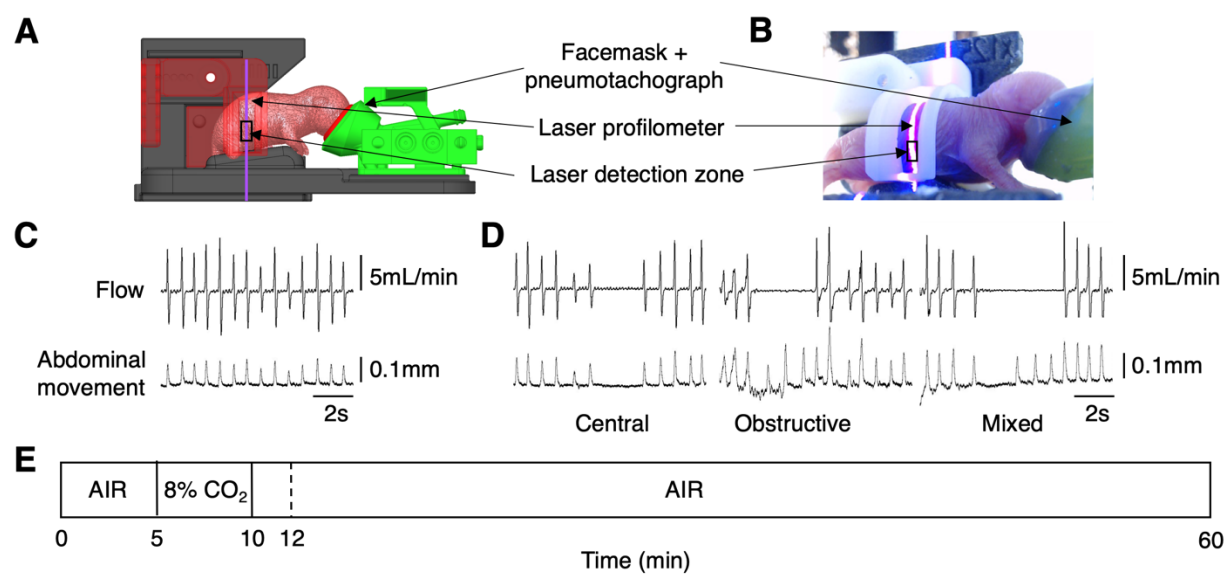 A
B
Facemask +
pneumotachograph
Laser profilometer
Laser detection zone
C
D
Flow
5mL/min
5mL/min
Abdominal
movement
0.1mm
0.1mm
2s
Central
Obstructive
Mixed
2s
E
AIR
8% CO₂
AIR
0
5
10
12
60
Time (min)